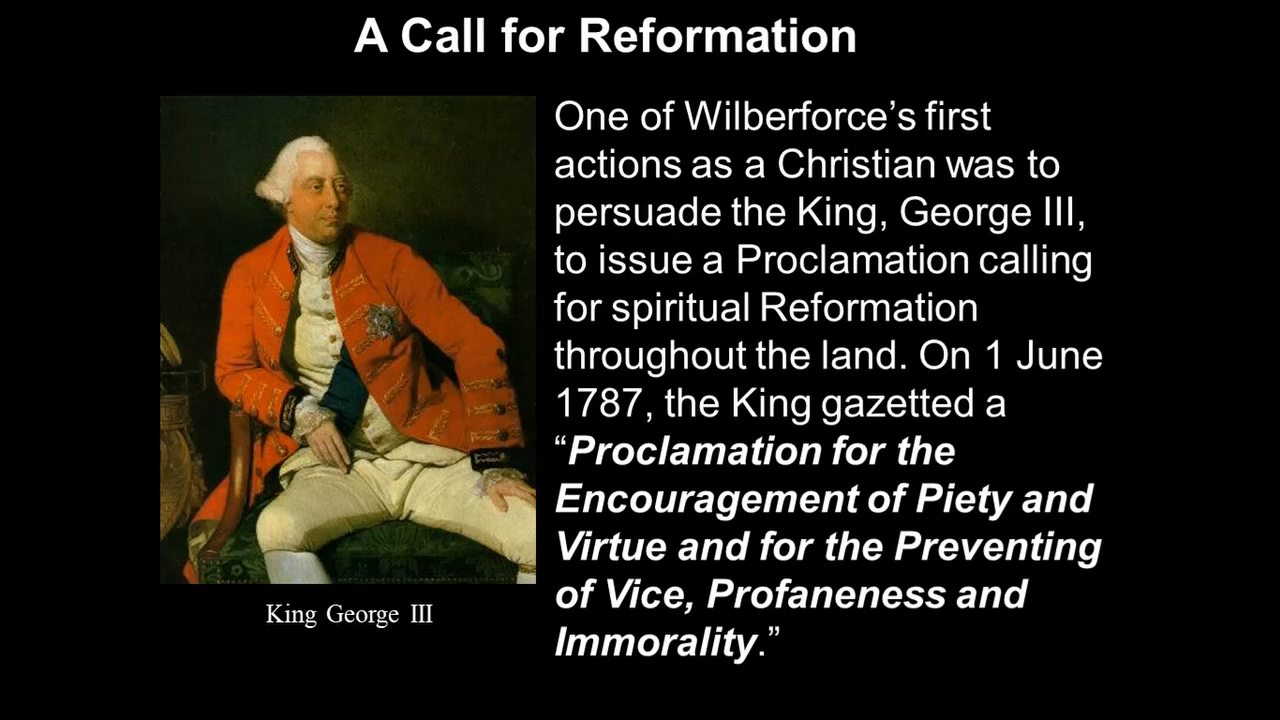 A Call for Reformation
One of Wilberforce’s first
actions as a Christian was to
persuade the King, George III,
to issue a Proclamation calling
for spiritual Reformation
throughout the land. On 1 June
1787, the King gazetted a
“Proclamation for the
Encouragement of Piety and
Virtue and for the Preventing
of Vice, Profaneness and
Immorality.”
King George III